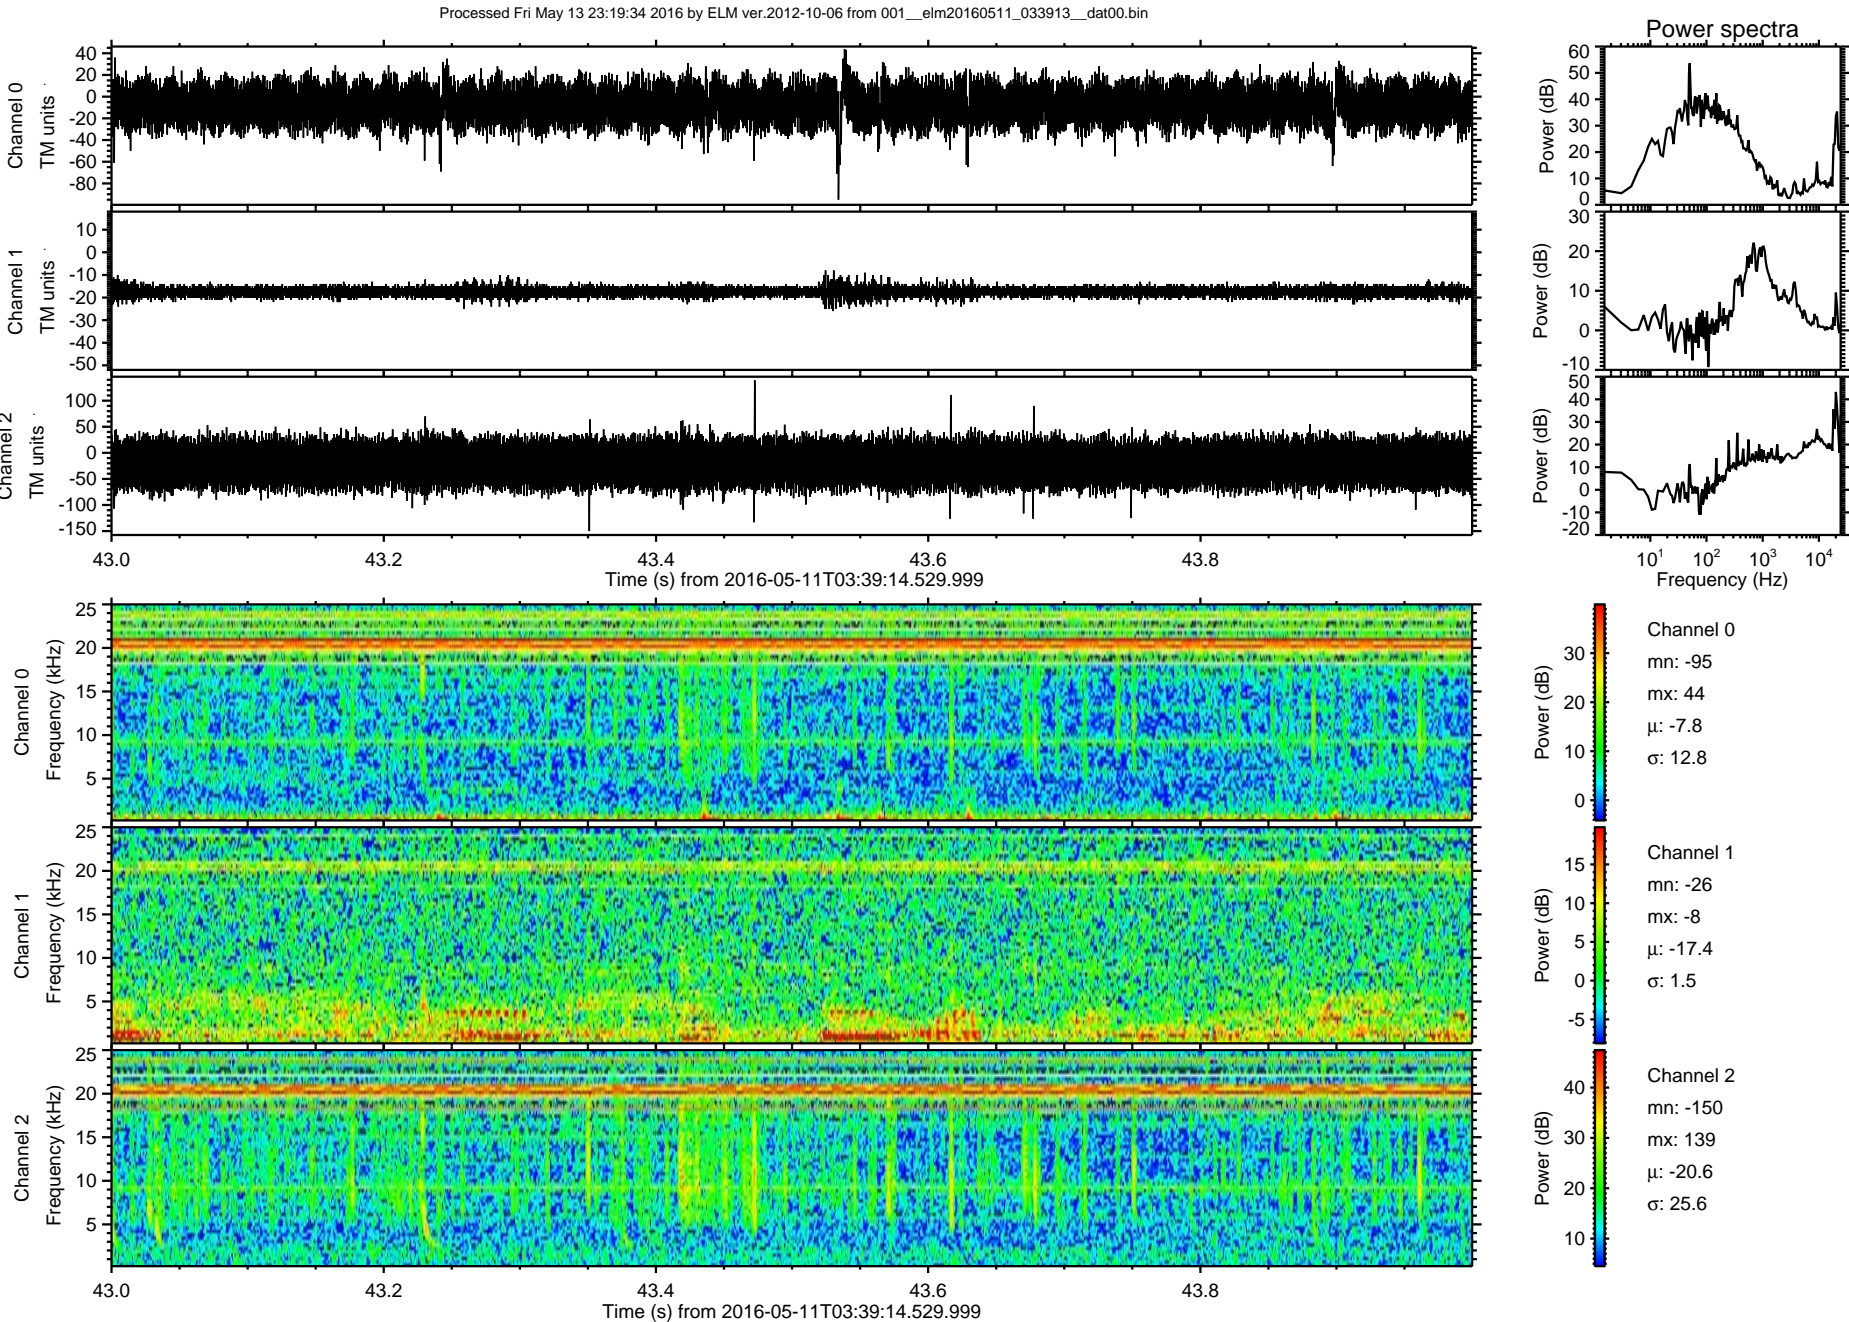 Processed Fri May 13 23:19:34 2016 by ELM ver.2012-10-06 from 001__elm20160511_033913__dat00.bin
Power spectra
Channel 0
TM units
40
20
0
-20
-40
-60
-80
Power (dB)
60
50
40
30
20
10
0
Channel 1
TM units
10
0
-10
-20
-30
-40
-50
Power (dB)
30
20
10
0
-10
Channel 2
TM units
100
50
0
-50
-100
-150
Power (dB)
50
40
30
20
10
0
-10
-20
43.0 43.2 43.4 43.6 43.8
Time (s) from 2016-05-11T03:39:14.529.999
10¹ 10² 10³ 10⁴
Frequency (Hz)
Channel 0
Frequency (kHz)
25
20
15
10
5
Power (dB)
30
20
10
0
Channel 0
mn: -95
mx: 44
μ: -7.8
σ: 12.8
Channel 1
Frequency (kHz)
25
20
15
10
5
Power (dB)
15
10
5
0
-5
Channel 1
mn: -26
mx: -8
μ: -17.4
σ: 1.5
Channel 2
Frequency (kHz)
25
20
15
10
5
Power (dB)
40
30
20
10
Channel 2
mn: -150
mx: 139
μ: -20.6
σ: 25.6
43.0 43.2 43.4 43.6 43.8
Time (s) from 2016-05-11T03:39:14.529.999